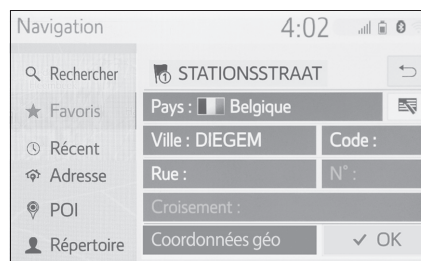 Navigation 4:02
Rechercher
Favoris
Récent
Adresse
POI
Répertoire
STATIONSSTRAAT
Pays : Belgique
Ville : DIEGEM Code :
Rue : N° :
Croisement :
Coordonnées géo OK